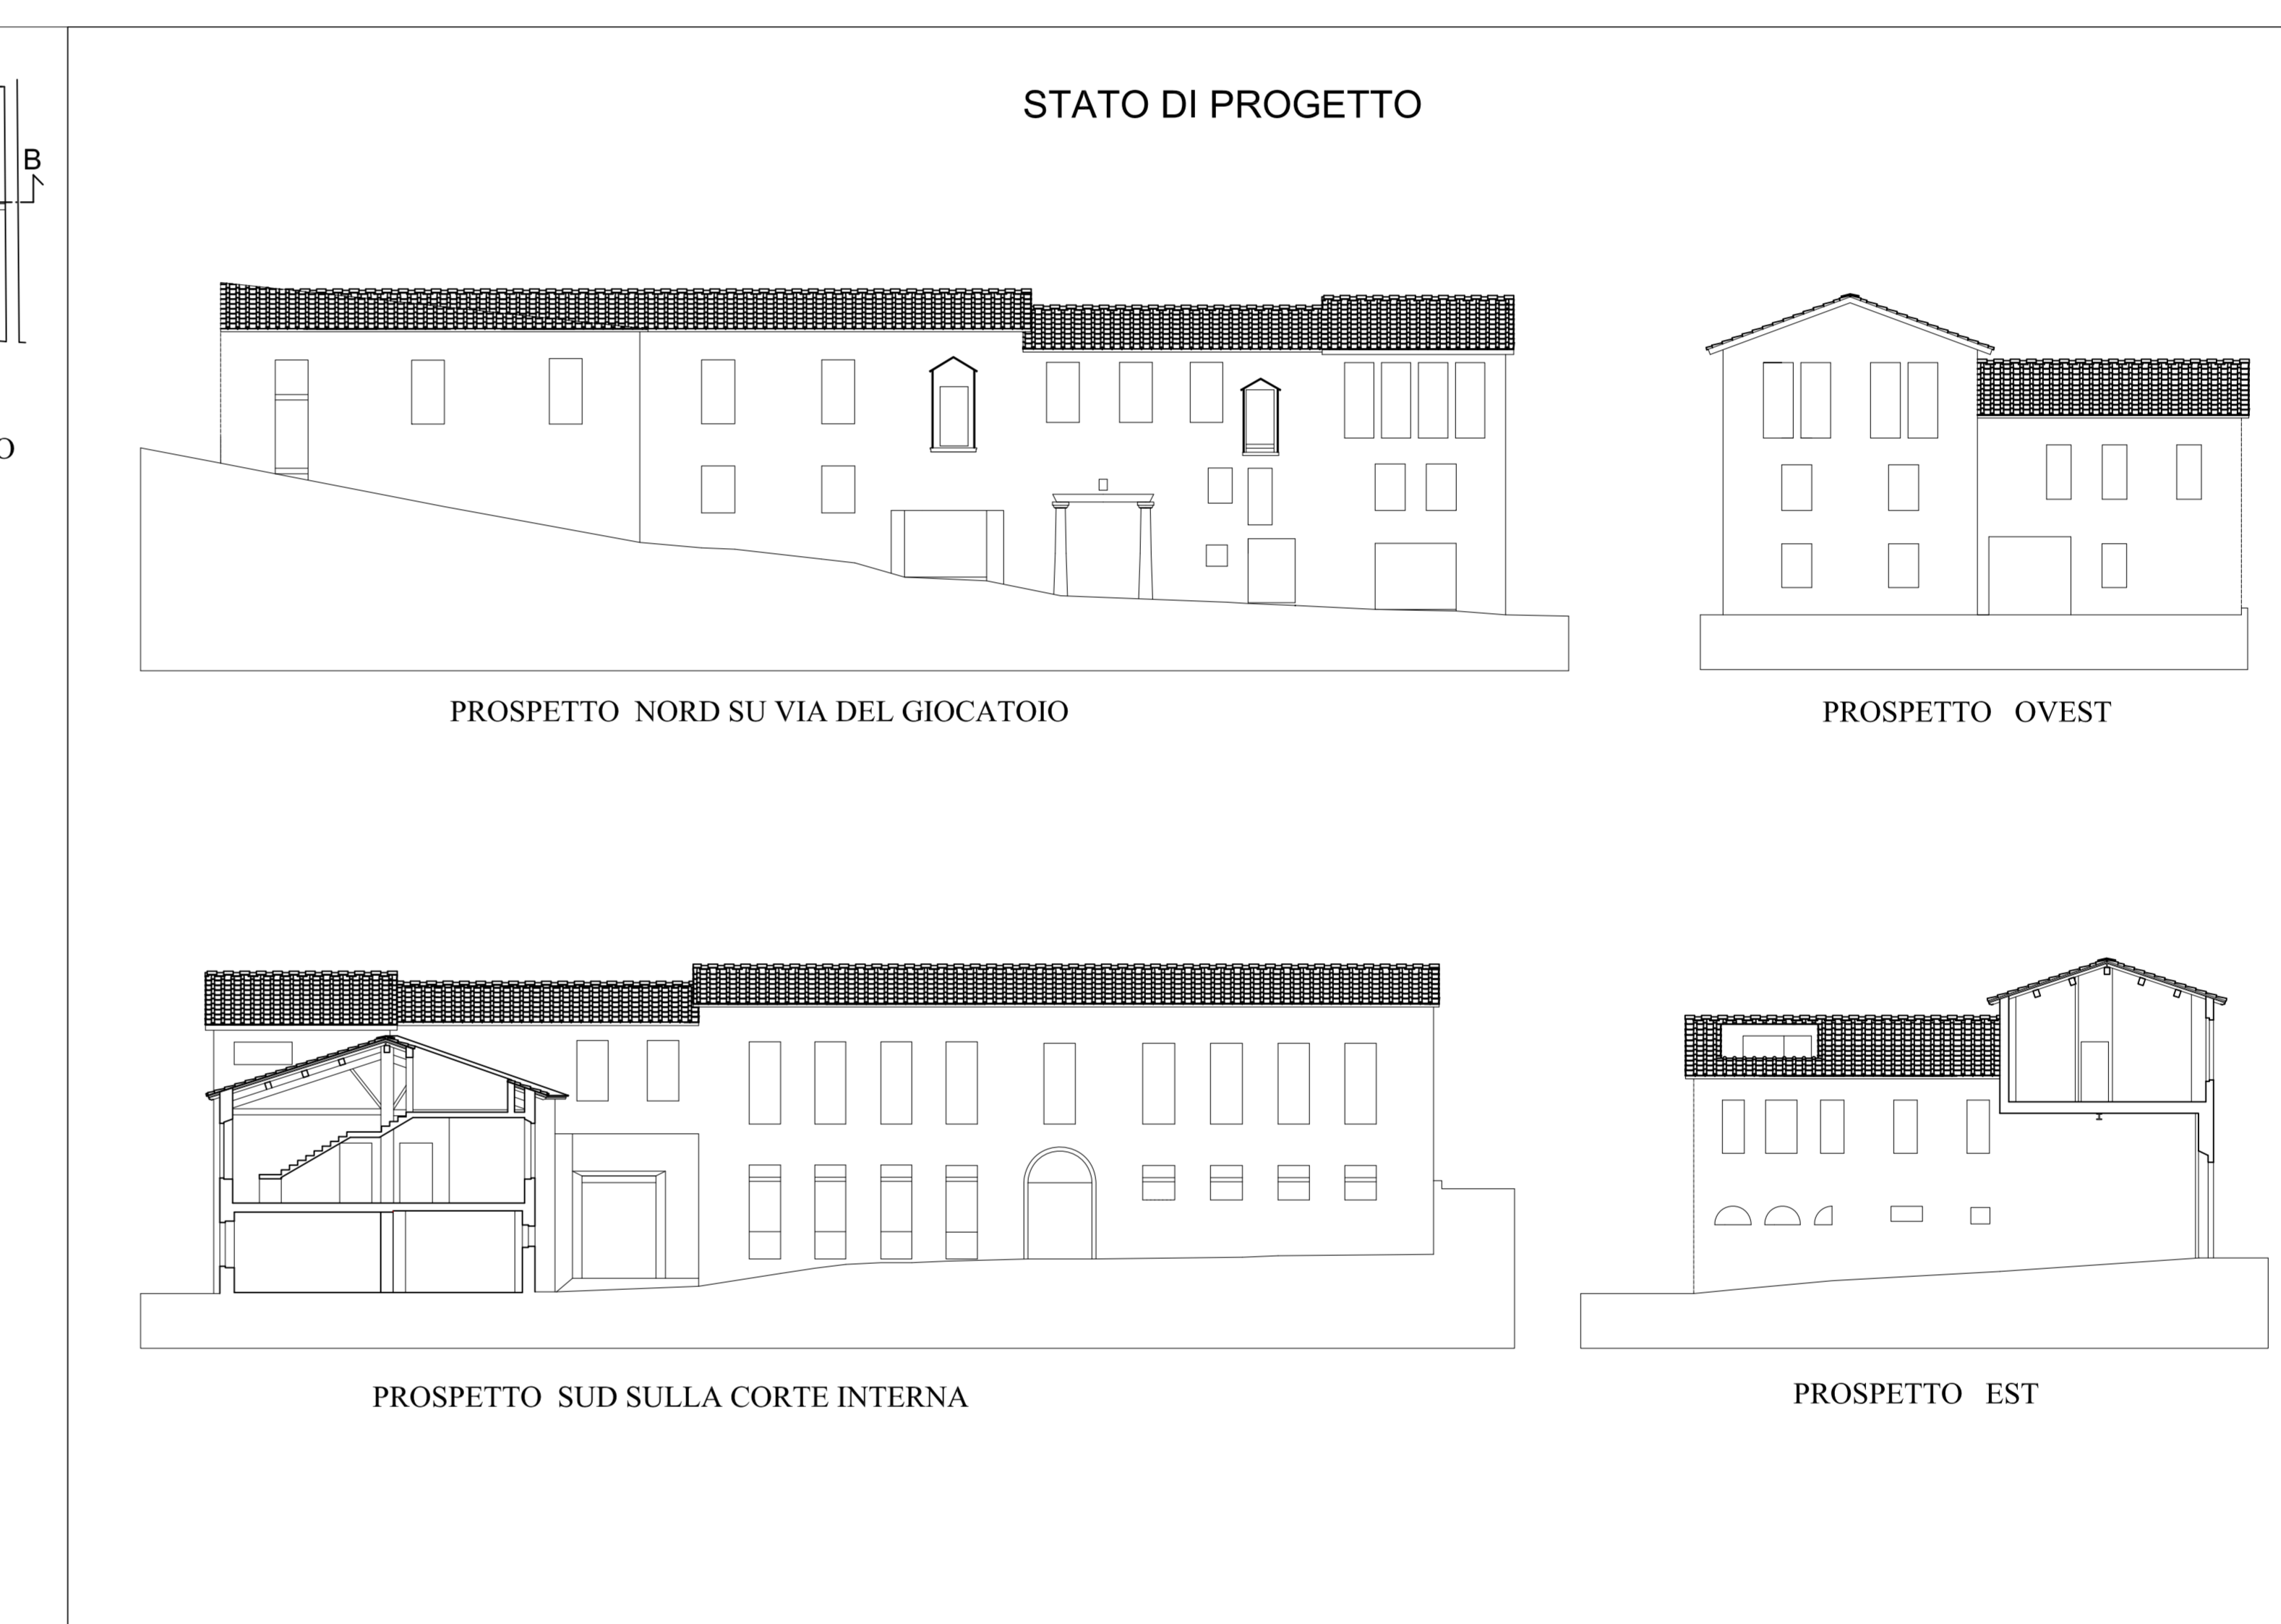 STATO DI PROGETTO
B
O
PROSPETTO NORD SU VIA DEL GIOCATOIO
PROSPETTO OVEST
PROSPETTO SUD SULLA CORTE INTERNA
PROSPETTO EST